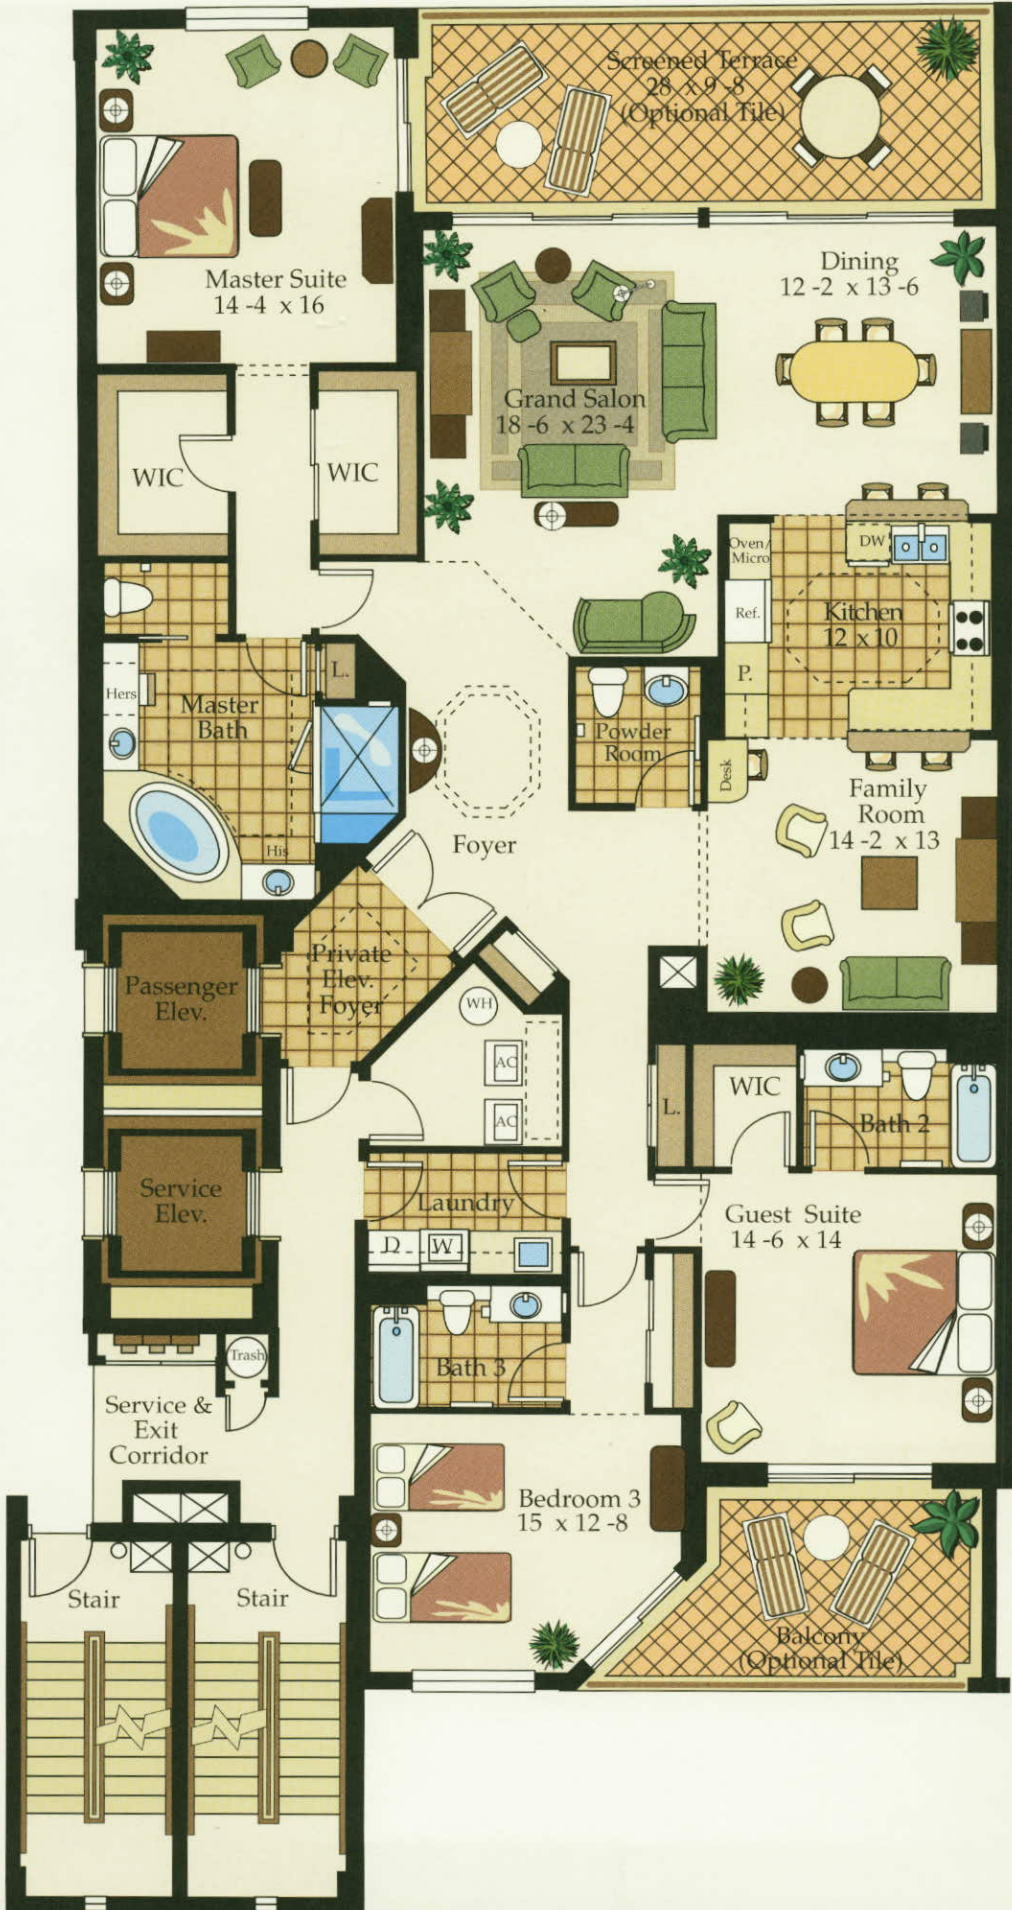 Screened Terrace
28 x 9 -8
(Optional Tile)
Master Suite
14 -4 x 16
Dining
12 -2 x 13 -6
Grand Salon
18 -6 x 23 -4
WIC
WIC
Oven/
Micro
DW
Ref.
Kitchen
12 x 10
P.
L.
Hers
Master
Bath
Powder
Room
Desk
Family
Room
14 -2 x 13
His
Foyer
Private
Elev.
Foyer
Passenger
Elev.
WH
AC
AC
WIC
L.
Bath 2
Service
Elev.
Laundry
D
W
Guest Suite
14 -6 x 14
Trash
Bath 3
Service &
Exit
Corridor
Bedroom 3
15 x 12 -8
Stair
Stair
Balcony
(Optional Tile)